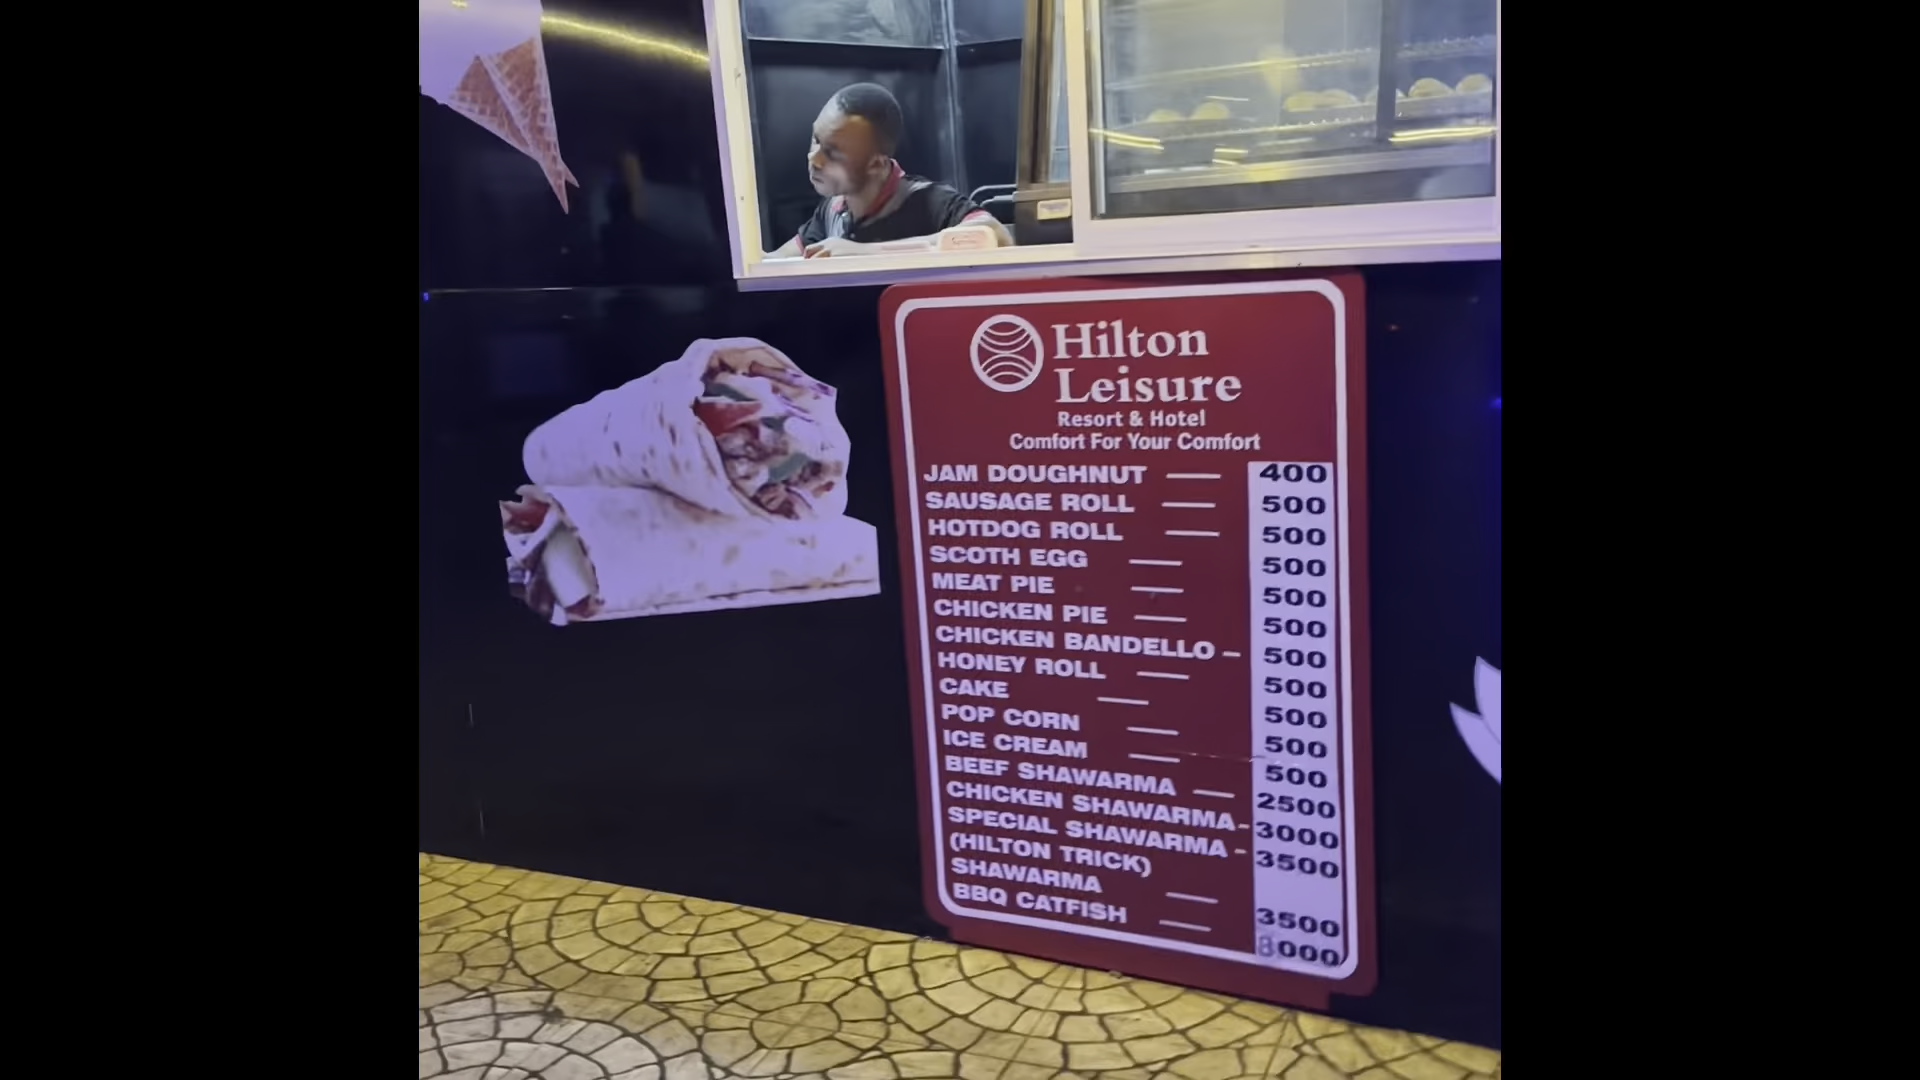 Hilton
Leisure
Resort & Hotel
Comfort For Your Comfort
JAM DOUGHNUT — 400
SAUSAGE ROLL — 500
HOTDOG ROLL — 500
SCOTH EGG — 500
MEAT PIE — 500
CHICKEN PIE — 500
CHICKEN BANDELLO – 500
HONEY ROLL — 500
CAKE — 500
POP CORN — 500
ICE CREAM — 500
BEEF SHAWARMA — 2500
CHICKEN SHAWARMA - 3000
SPECIAL SHAWARMA - 3500
(HILTON TRICK)
SHAWARMA — 3500
BBQ CATFISH — 8000